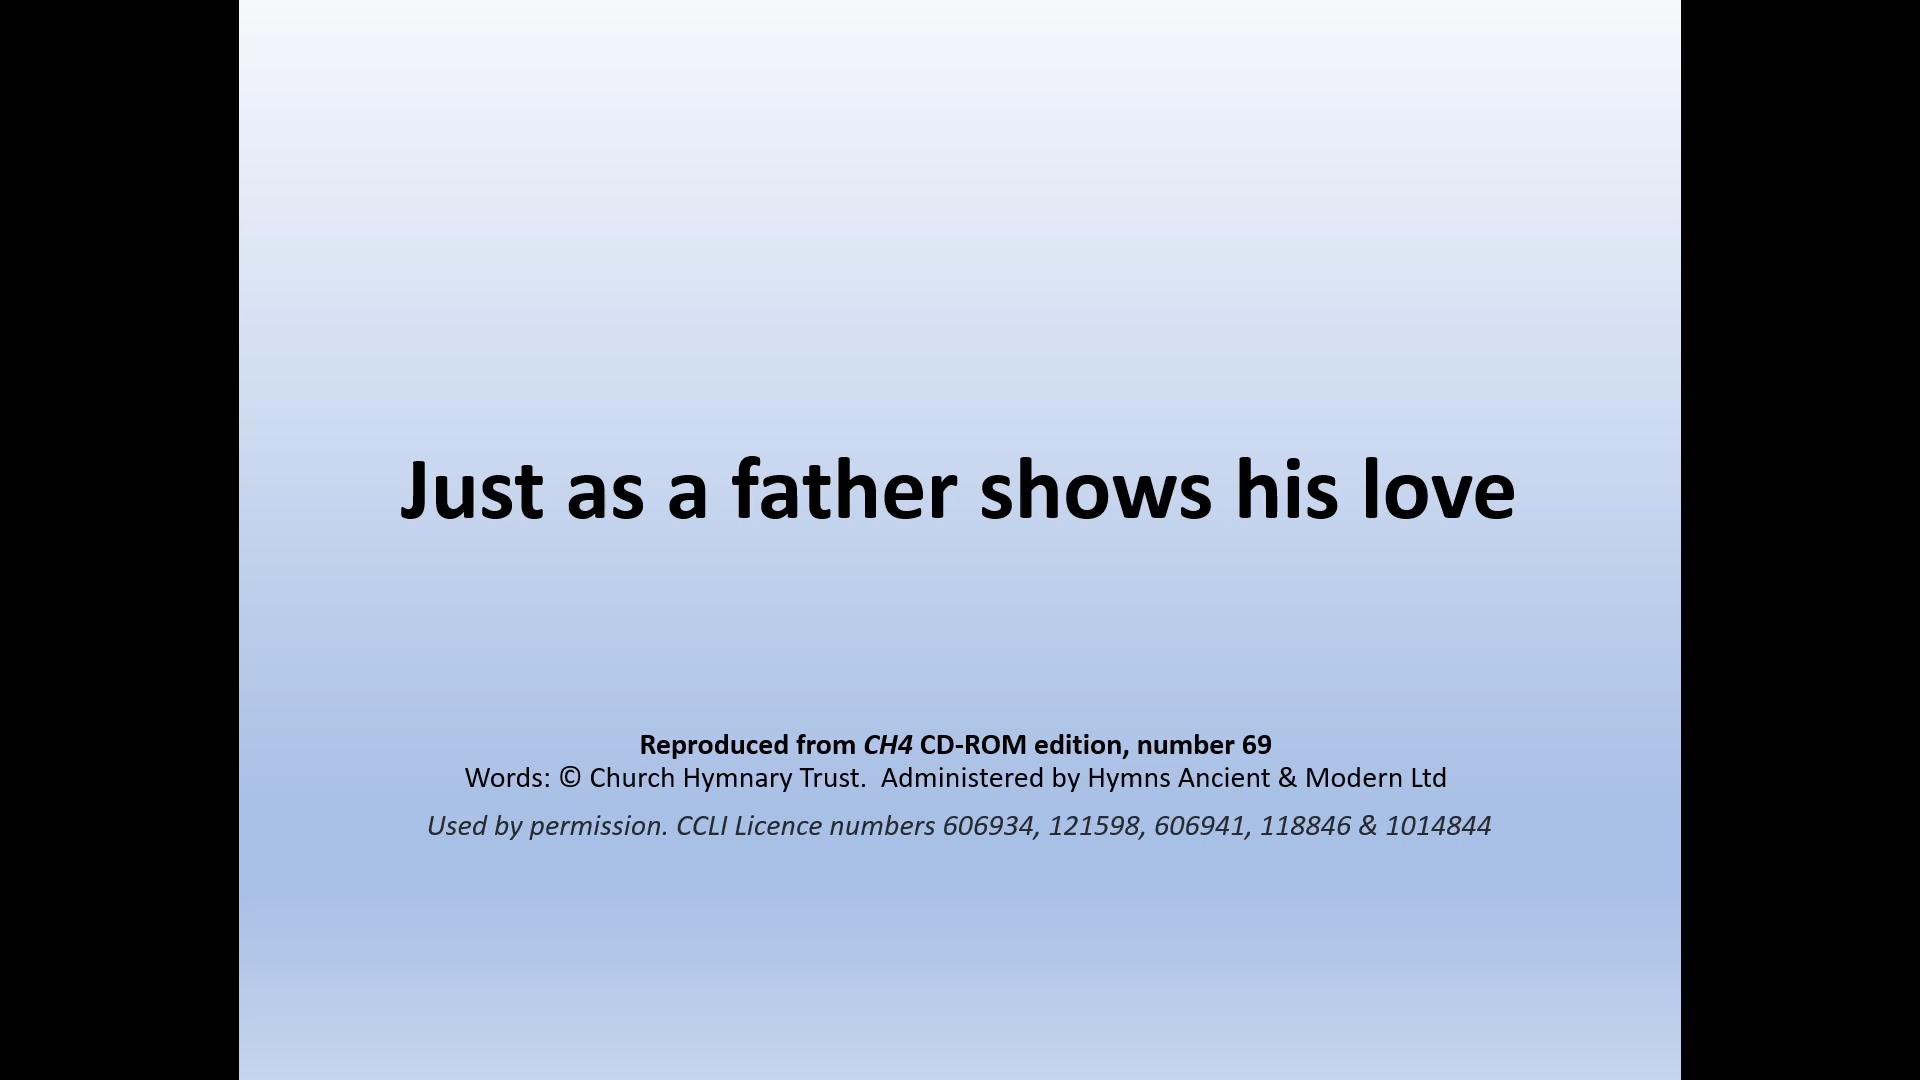 Just as a father shows his love
Reproduced from CH4 CD-ROM edition, number 69
Words: © Church Hymnary Trust.  Administered by Hymns Ancient & Modern Ltd
Used by permission. CCLI Licence numbers 606934, 121598, 606941, 118846 & 1014844